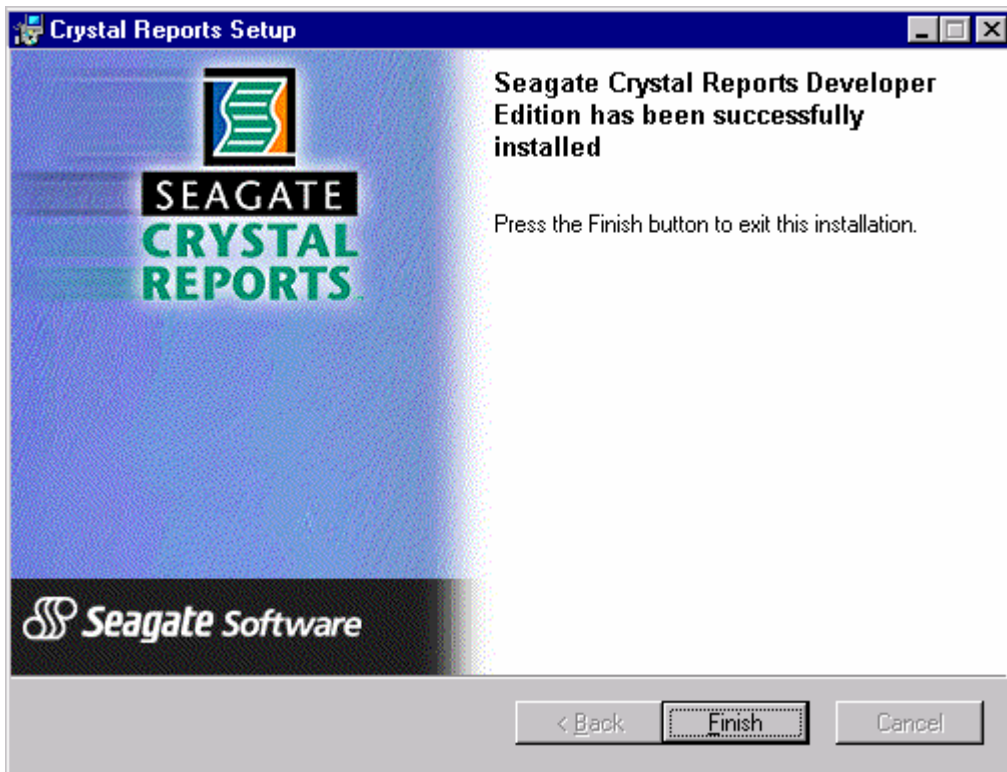 Crystal Reports Setup
SEAGATE
CRYSTAL
REPORTS™
Seagate Software
Seagate Crystal Reports Developer
Edition has been successfully
installed
Press the Finish button to exit this installation.
< Back
Finish
Cancel